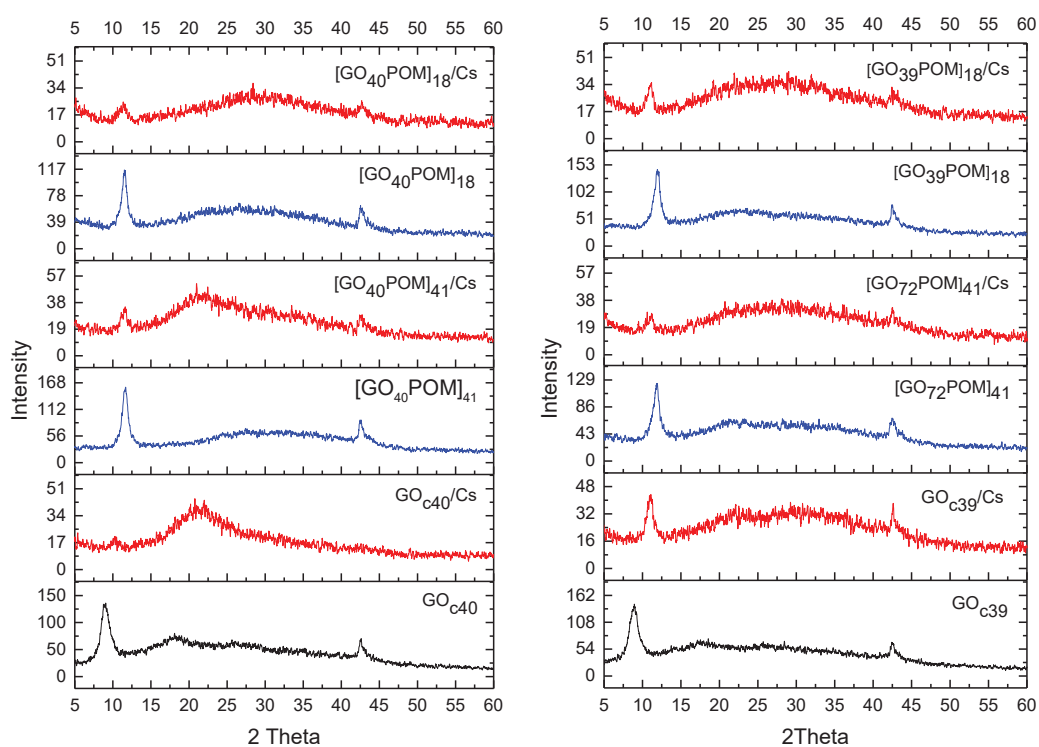 5 10 15 20 25 30 35 40 45 50 55 60
51
34
17
0
[GO40POM]18/Cs
117
78
39
0
[GO40POM]18
57
38
19
0
[GO40POM]41/Cs
168
112
56
0
[GO40POM]41
51
34
17
0
GOc40/Cs
150
100
50
0
GOc40
5 10 15 20 25 30 35 40 45 50 55 60
2 Theta
Intensity
5 10 15 20 25 30 35 40 45 50 55 60
51
34
17
0
[GO39POM]18/Cs
153
102
51
0
[GO39POM]18
57
38
19
0
[GO72POM]41/Cs
129
86
43
0
[GO72POM]41
48
32
16
0
GOc39/Cs
162
108
54
0
GOc39
5 10 15 20 25 30 35 40 45 50 55 60
2Theta
Intensity